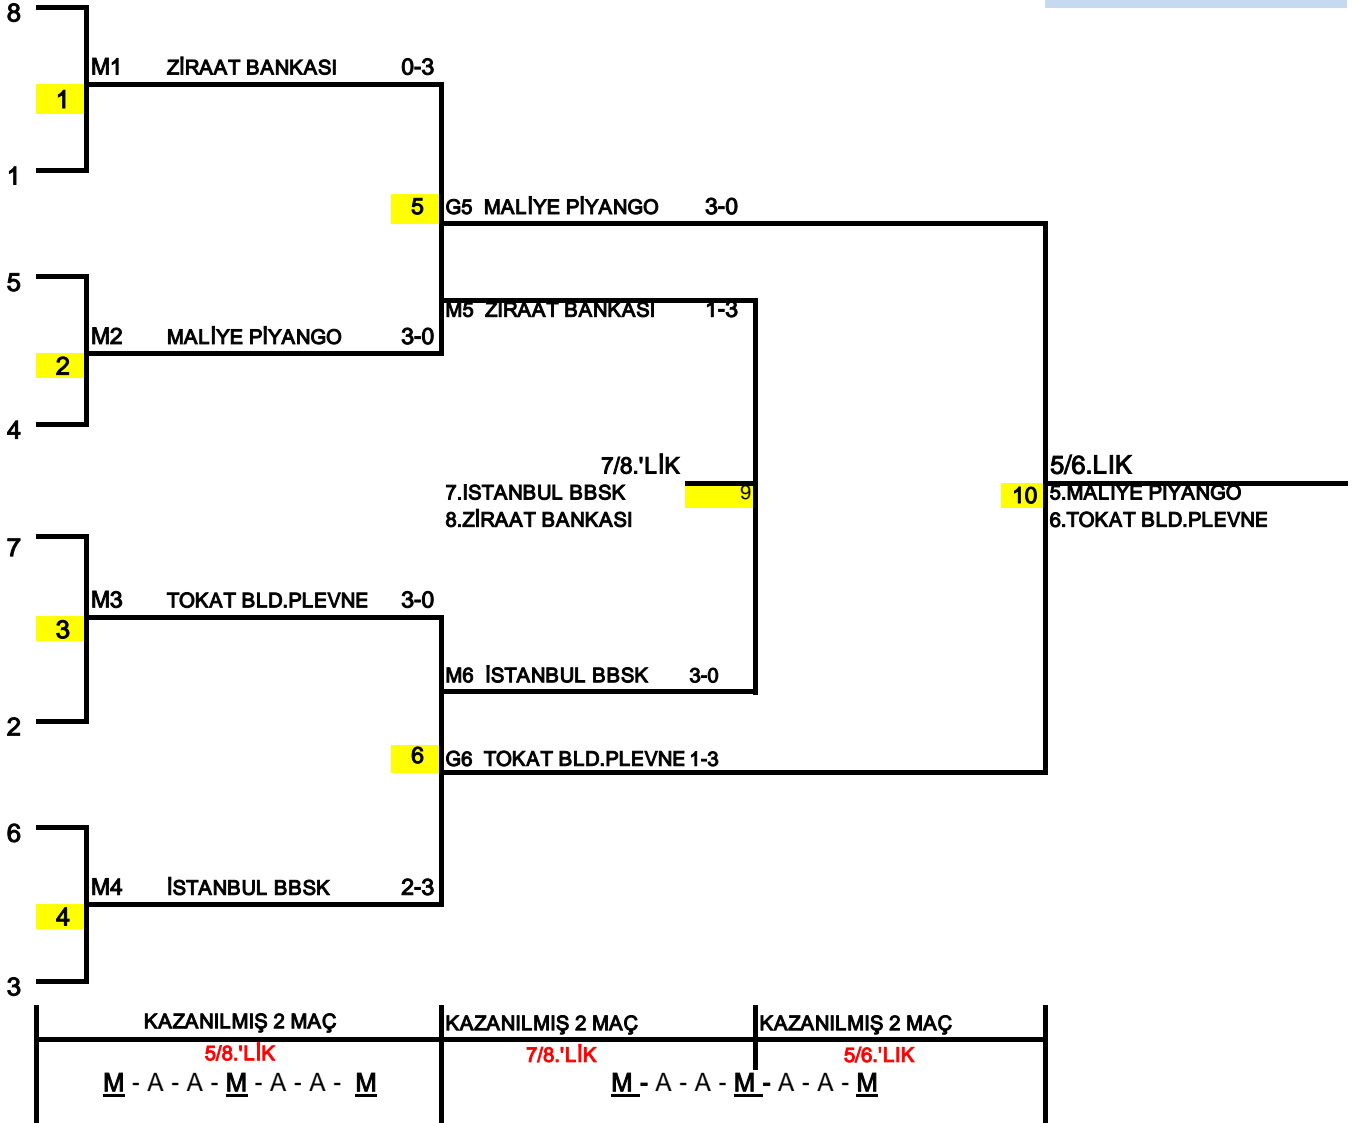 8
M1 ZİRAAT BANKASI 0-3
1
1
5 G5 MALİYE PİYANGO 3-0
5
M5 ZİRAAT BANKASI 1-3
M2 MALİYE PİYANGO 3-0
2
4
7/8.'LİK
5/6.LIK
7.İSTANBUL BBSK 9
10 5.MALİYE PİYANGO
8.ZİRAAT BANKASI
6.TOKAT BLD.PLEVNE
7
M3 TOKAT BLD.PLEVNE 3-0
3
M6 İSTANBUL BBSK 3-0
2
6 G6 TOKAT BLD.PLEVNE 1-3
6
M4 İSTANBUL BBSK 2-3
4
3
KAZANILMIŞ 2 MAÇ KAZANILMIŞ 2 MAÇ KAZANILMIŞ 2 MAÇ
5/8.'LİK 7/8.'LİK 5/6.'LIK
M - A - A - M - A - A - M M - A - A - M - A - A - M